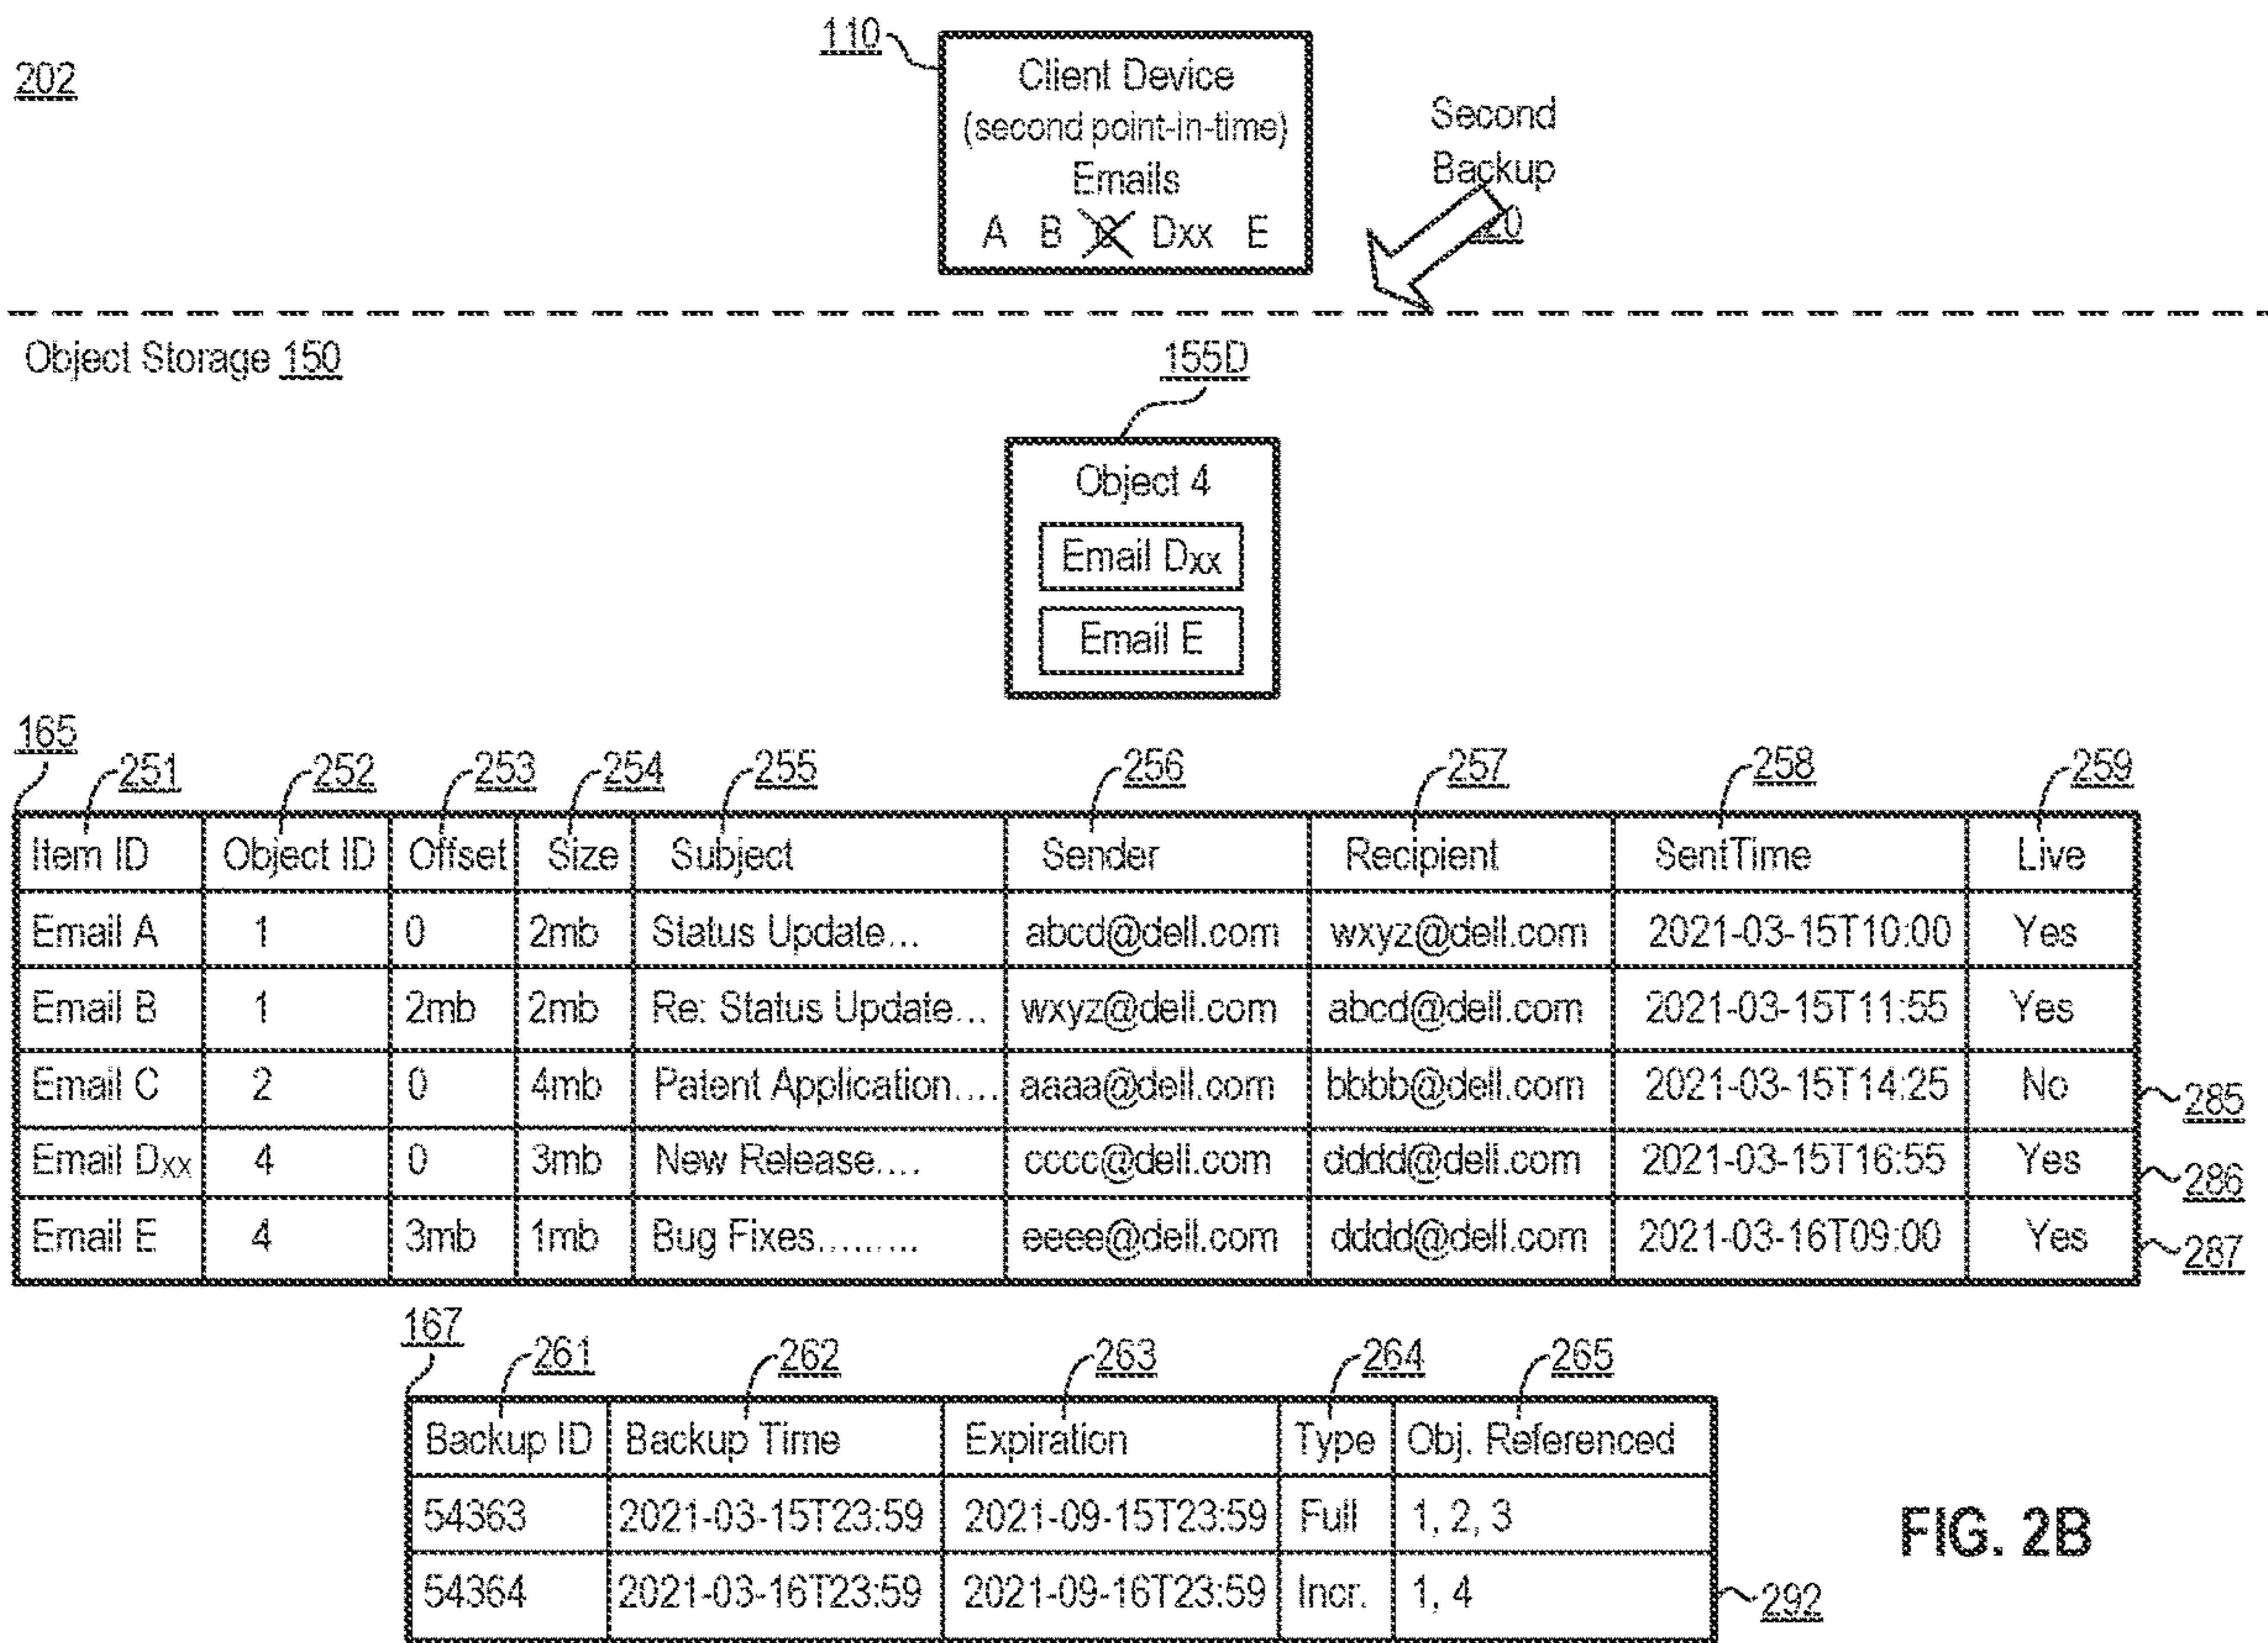 202
110
Client Device
(second point-in-time)
Emails
A B C Dxx E
Second
Backup
Object Storage 150
155D
Object 4
Email Dxx
Email E
165 251 252 253 254 255 256 257 258 259
Item ID Object ID Offset Size Subject Sender Recipient SentTime Live
Email A 1 0 2mb Status Update... abcd@dell.com wxyz@dell.com 2021-03-15T10:00 Yes
Email B 1 2mb 2mb Re: Status Update... wxyz@dell.com abcd@dell.com 2021-03-15T11:55 Yes
Email C 2 0 4mb Patent Application.... aaaa@dell.com bbbb@dell.com 2021-03-15T14:25 No 285
Email Dxx 4 0 3mb New Release.... cccc@dell.com dddd@dell.com 2021-03-15T16:55 Yes 286
Email E 4 3mb 1mb Bug Fixes......... eeee@dell.com dddd@dell.com 2021-03-16T09:00 Yes 287
167 261 262 263 264 265
Backup ID Backup Time Expiration Type Obj. Referenced
54363 2021-03-15T23:59 2021-09-15T23:59 Full 1, 2, 3
54364 2021-03-16T23:59 2021-09-16T23:59 Incr. 1, 4 292
FIG. 2B